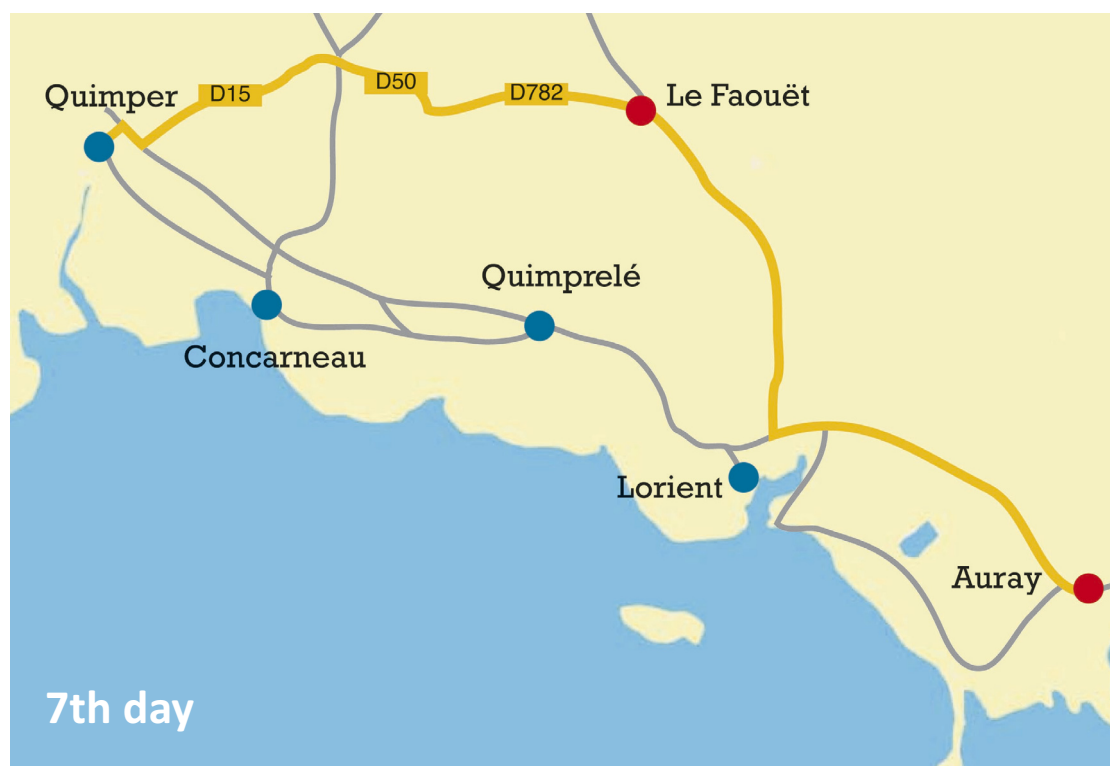 Quimper
D15
D50
D782
Le Faouët
Quimprelé
Concarneau
Lorient
Auray
7th day